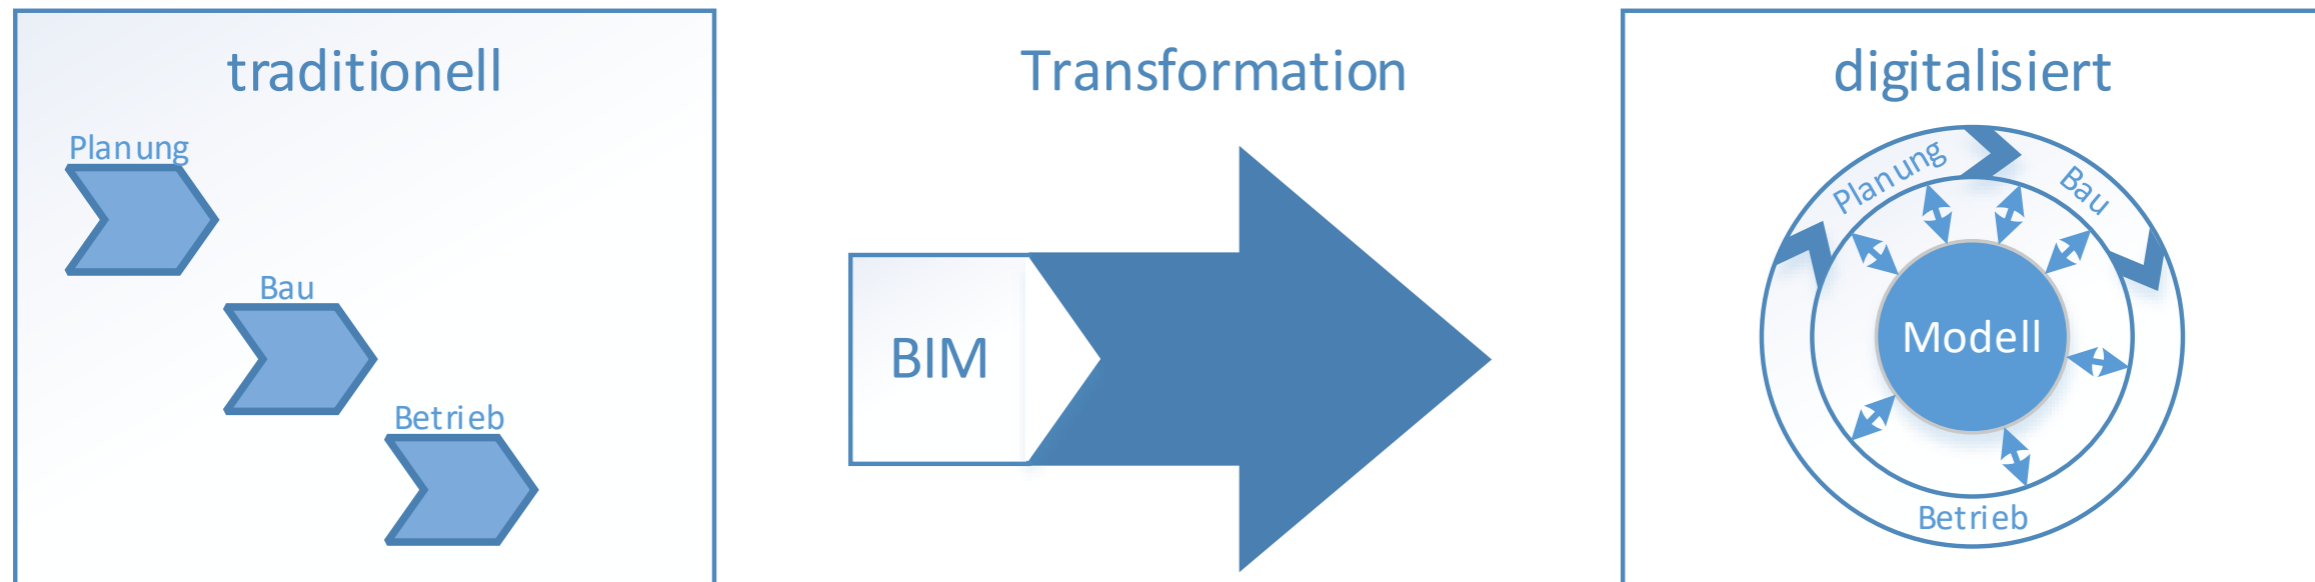 traditionell
Planung
Bau
Betrieb
Transformation
BIM
digitalisiert
Planung
Bau
Modell
Betrieb